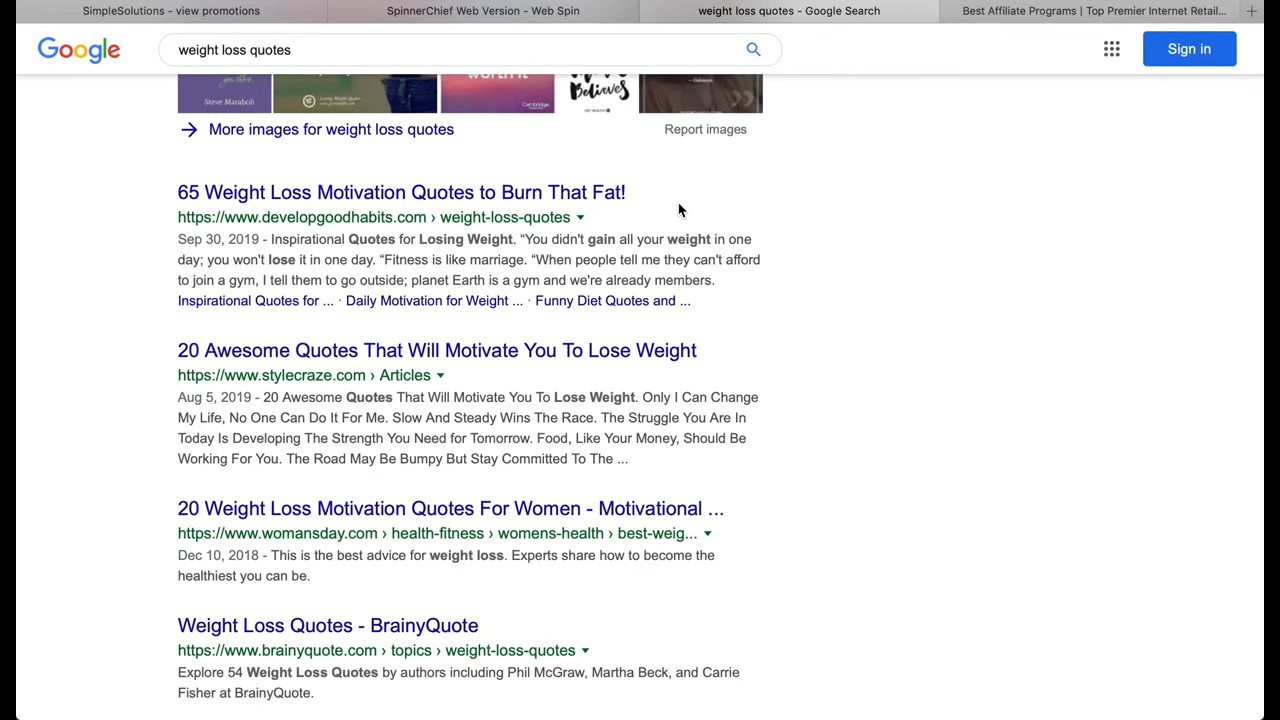 SimpleSolutions - view promotions
SpinnerChief Web Version - Web Spin
weight loss quotes - Google Search
Best Affiliate Programs | Top Premier Internet Retail...
Google
weight loss quotes
Sign in
you there.
Steve Maraboli
WORTH IT
Cambridge
Believes
More images for weight loss quotes
Report images
65 Weight Loss Motivation Quotes to Burn That Fat!
https://www.developgoodhabits.com › weight-loss-quotes
Sep 30, 2019 - Inspirational Quotes for Losing Weight. “You didn't gain all your weight in one
day; you won't lose it in one day. “Fitness is like marriage. “When people tell me they can't afford
to join a gym, I tell them to go outside; planet Earth is a gym and we're already members.
Inspirational Quotes for ... · Daily Motivation for Weight ... · Funny Diet Quotes and ...
20 Awesome Quotes That Will Motivate You To Lose Weight
https://www.stylecraze.com › Articles
Aug 5, 2019 - 20 Awesome Quotes That Will Motivate You To Lose Weight. Only I Can Change
My Life, No One Can Do It For Me. Slow And Steady Wins The Race. The Struggle You Are In
Today Is Developing The Strength You Need for Tomorrow. Food, Like Your Money, Should Be
Working For You. The Road May Be Bumpy But Stay Committed To The ...
20 Weight Loss Motivation Quotes For Women - Motivational ...
https://www.womansday.com › health-fitness › womens-health › best-weig...
Dec 10, 2018 - This is the best advice for weight loss. Experts share how to become the
healthiest you can be.
Weight Loss Quotes - BrainyQuote
https://www.brainyquote.com › topics › weight-loss-quotes
Explore 54 Weight Loss Quotes by authors including Phil McGraw, Martha Beck, and Carrie
Fisher at BrainyQuote.